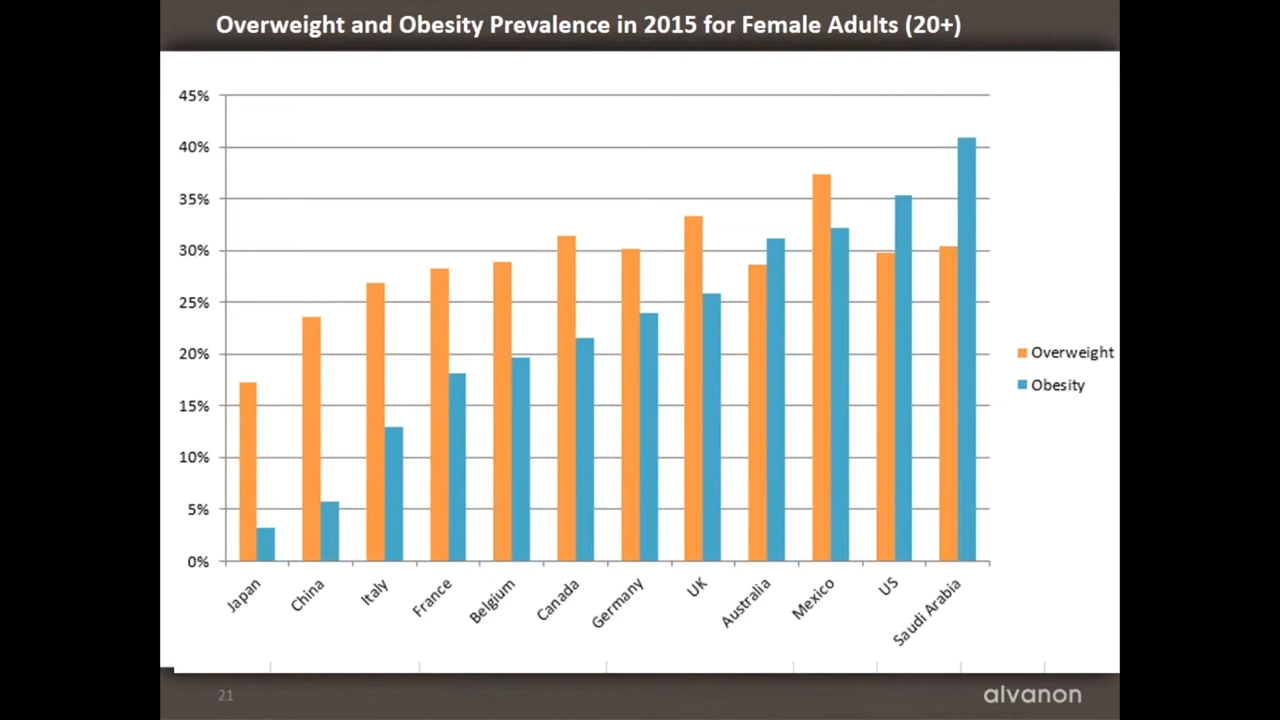 Overweight and Obesity Prevalence in 2015 for Female Adults (20+)
45%
40%
35%
30%
25%
20%
15%
10%
5%
0%
Japan
China
Italy
France
Belgium
Canada
Germany
UK
Australia
Mexico
US
Saudi Arabia
Overweight
Obesity
21
alvanon